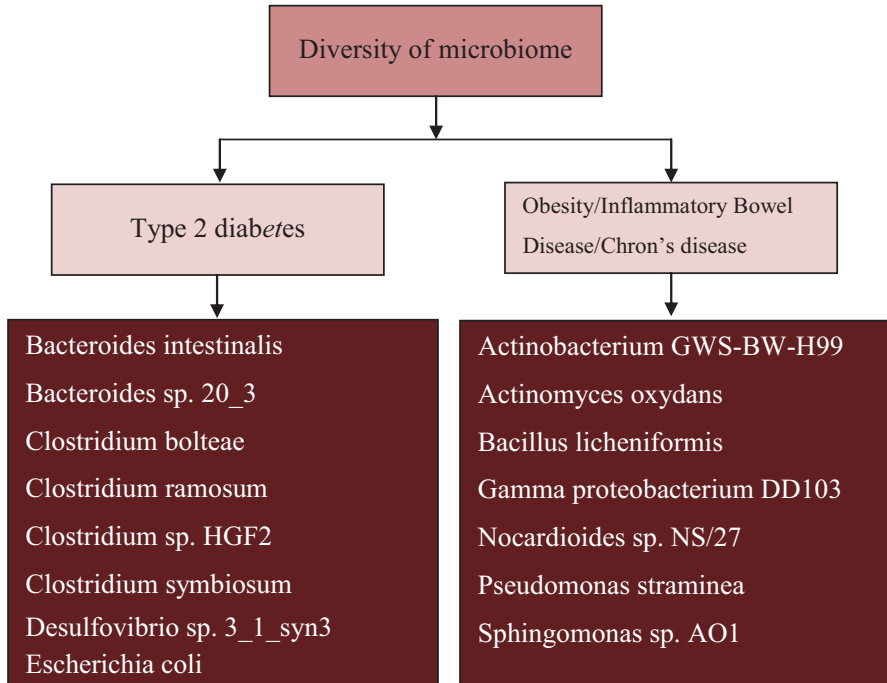 Diversity of microbiome
Type 2 diabetes
Obesity/Inflammatory Bowel
Disease/Chron’s disease
Bacteroides intestinalis
Bacteroides sp. 20_3
Clostridium bolteae
Clostridium ramosum
Clostridium sp. HGF2
Clostridium symbiosum
Desulfovibrio sp. 3_1_syn3
Escherichia coli
Actinobacterium GWS-BW-H99
Actinomyces oxydans
Bacillus licheniformis
Gamma proteobacterium DD103
Nocardioides sp. NS/27
Pseudomonas straminea
Sphingomonas sp. AO1